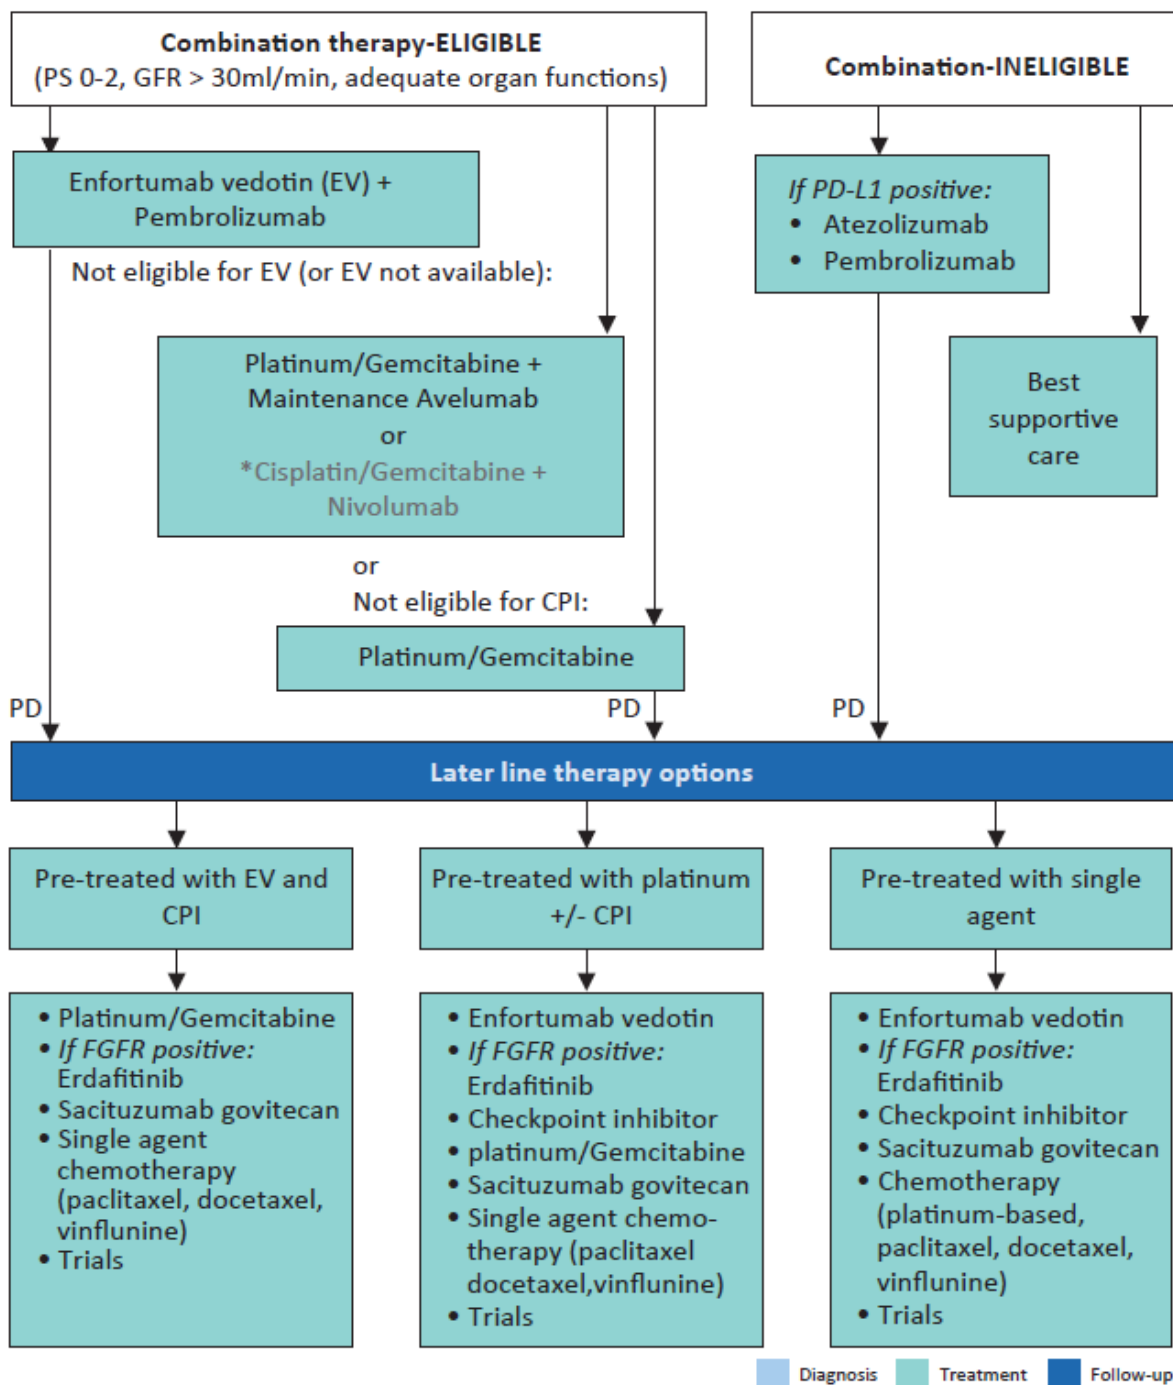 Combination therapy-ELIGIBLE
(PS 0-2, GFR > 30ml/min, adequate organ functions)
Combination-INELIGIBLE
Enfortumab vedotin (EV) +
Pembrolizumab
If PD-L1 positive:
• Atezolizumab
• Pembrolizumab
Not eligible for EV (or EV not available):
Platinum/Gemcitabine +
Maintenance Avelumab
or
*Cisplatin/Gemcitabine +
Nivolumab
Best
supportive
care
or
Not eligible for CPI:
Platinum/Gemcitabine
PD
PD
PD
Later line therapy options
Pre-treated with EV and
CPI
Pre-treated with platinum
+/- CPI
Pre-treated with single
agent
• Platinum/Gemcitabine
• If FGFR positive:
Erdafitinib
• Sacituzumab govitecan
• Single agent
chemotherapy
(paclitaxel, docetaxel,
vinflunine)
• Trials
• Enfortumab vedotin
• If FGFR positive:
Erdafitinib
• Checkpoint inhibitor
• platinum/Gemcitabine
• Sacituzumab govitecan
• Single agent chemo-
therapy (paclitaxel
docetaxel,vinflunine)
• Trials
• Enfortumab vedotin
• If FGFR positive:
Erdafitinib
• Checkpoint inhibitor
• Sacituzumab govitecan
• Chemotherapy
(platinum-based,
paclitaxel, docetaxel,
vinflunine)
• Trials
Diagnosis
Treatment
Follow-up